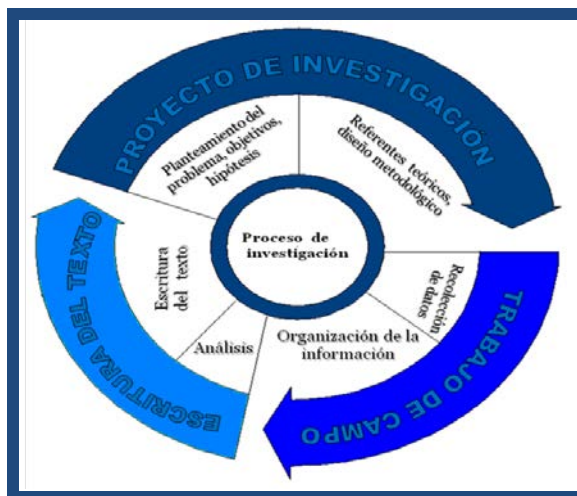 PROYECTO DE INVESTIGACIÓN
Planteamiento del
problema, objetivos,
hipótesis
Referentes teóricos,
diseño metodológico
Proceso de
investigación
Recolección
de datos
TRABAJO DE CAMPO
Organización de la
información
Análisis
Escritura
del texto
ESCRITURA DEL TEXTO